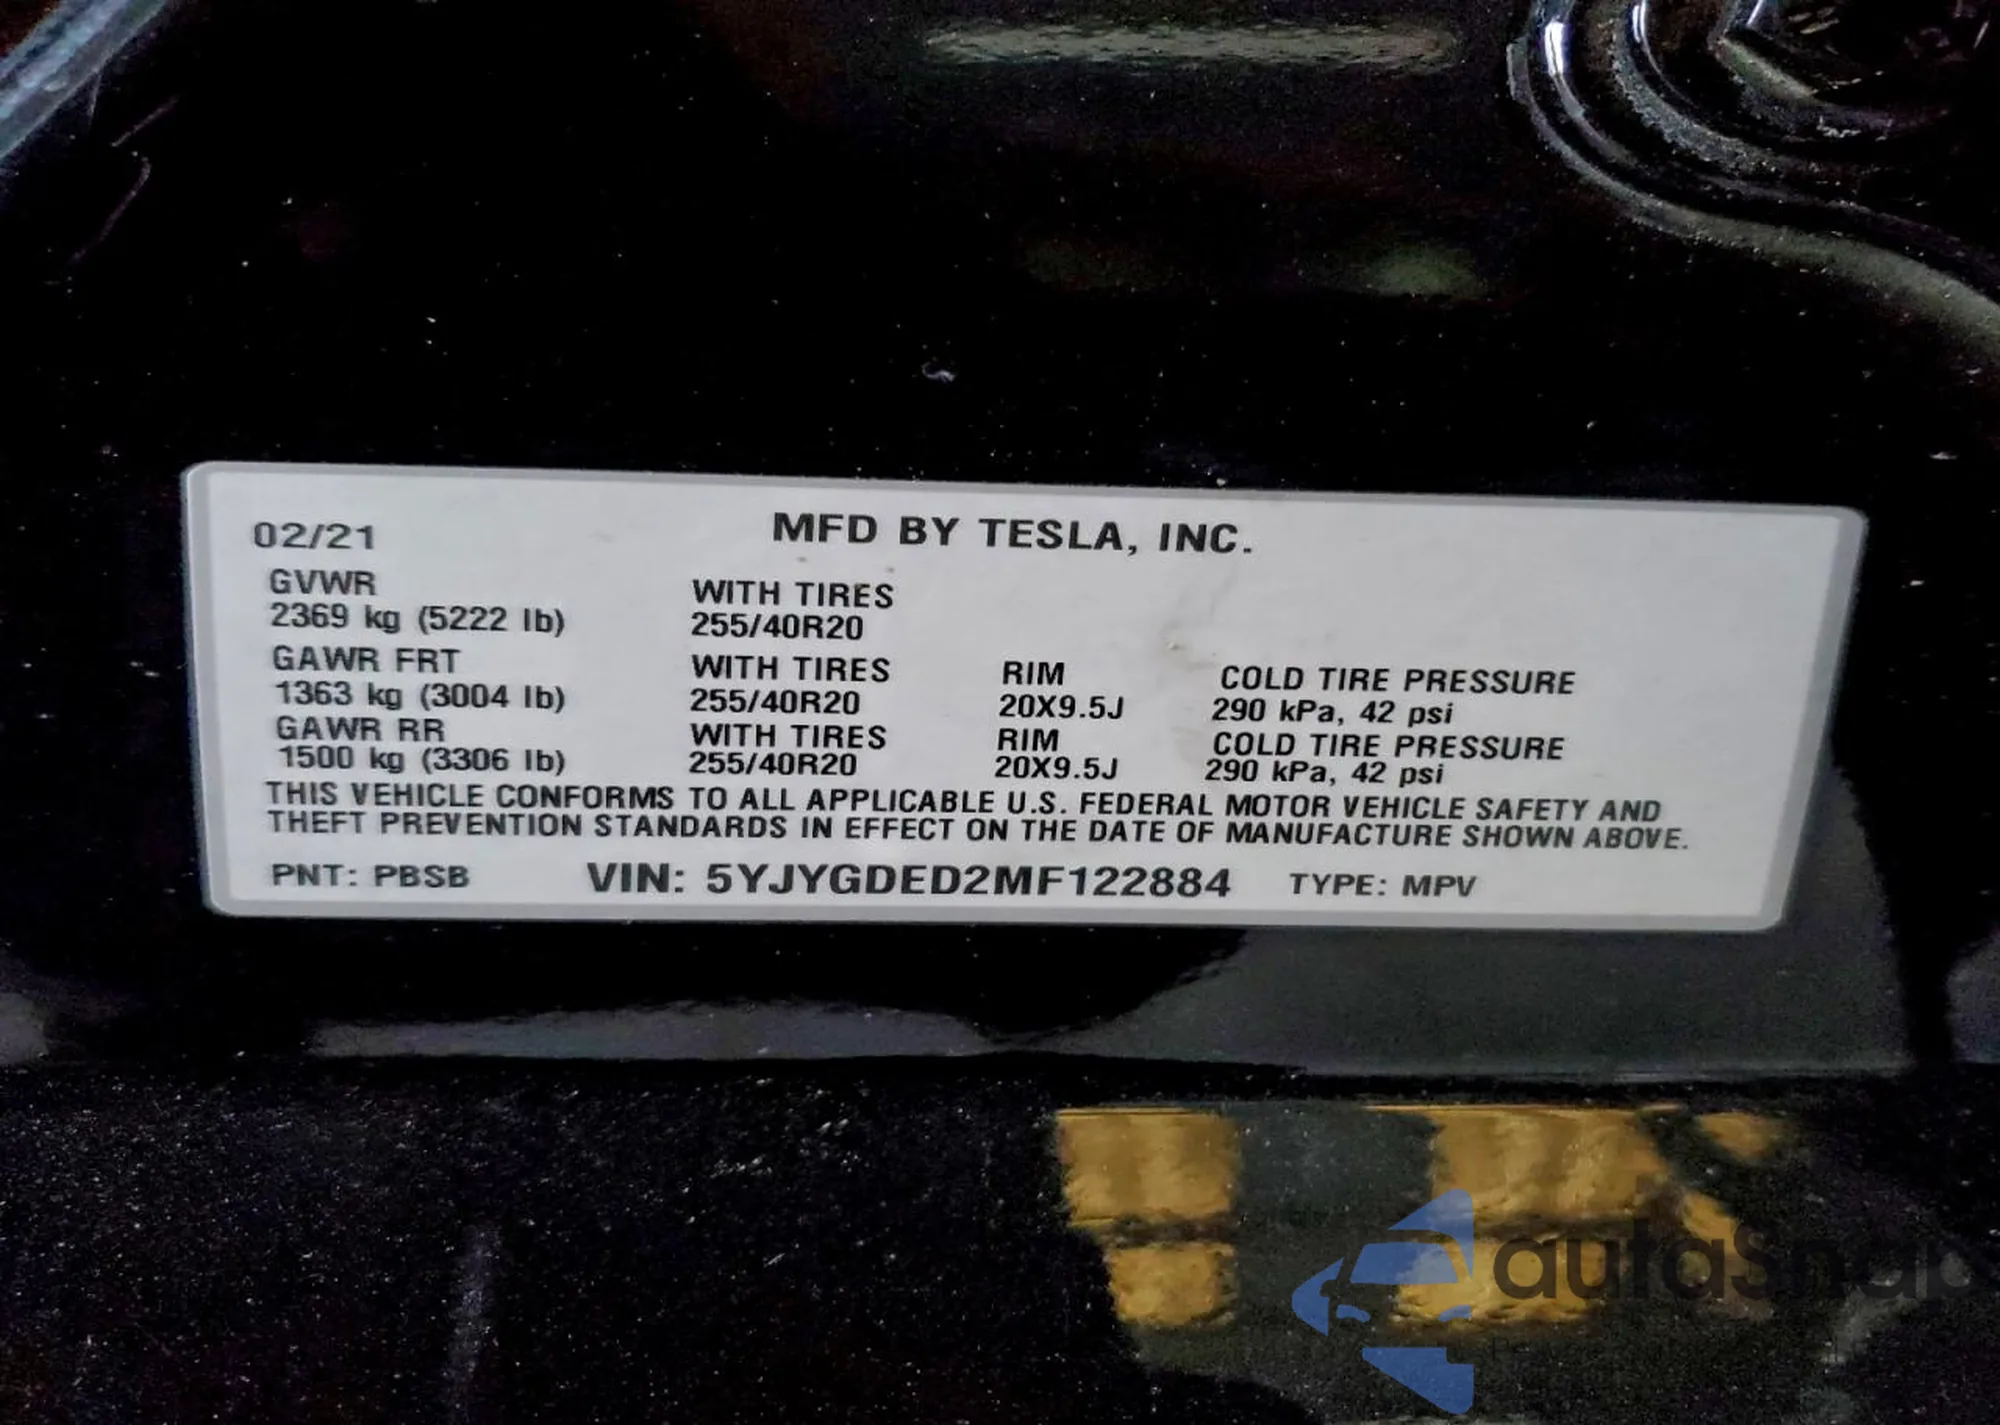 02/21 MFD BY TESLA, INC.
GVWR WITH TIRES
2369 kg (5222 lb) 255/40R20
GAWR FRT WITH TIRES RIM COLD TIRE PRESSURE
1363 kg (3004 lb) 255/40R20 20X9.5J 290 kPa, 42 psi
GAWR RR WITH TIRES RIM COLD TIRE PRESSURE
1500 kg (3306 lb) 255/40R20 20X9.5J 290 kPa, 42 psi
THIS VEHICLE CONFORMS TO ALL APPLICABLE U.S. FEDERAL MOTOR VEHICLE SAFETY AND
THEFT PREVENTION STANDARDS IN EFFECT ON THE DATE OF MANUFACTURE SHOWN ABOVE.
PNT: PBSB VIN: 5YJYGDED2MF122884 TYPE: MPV
autaSnap